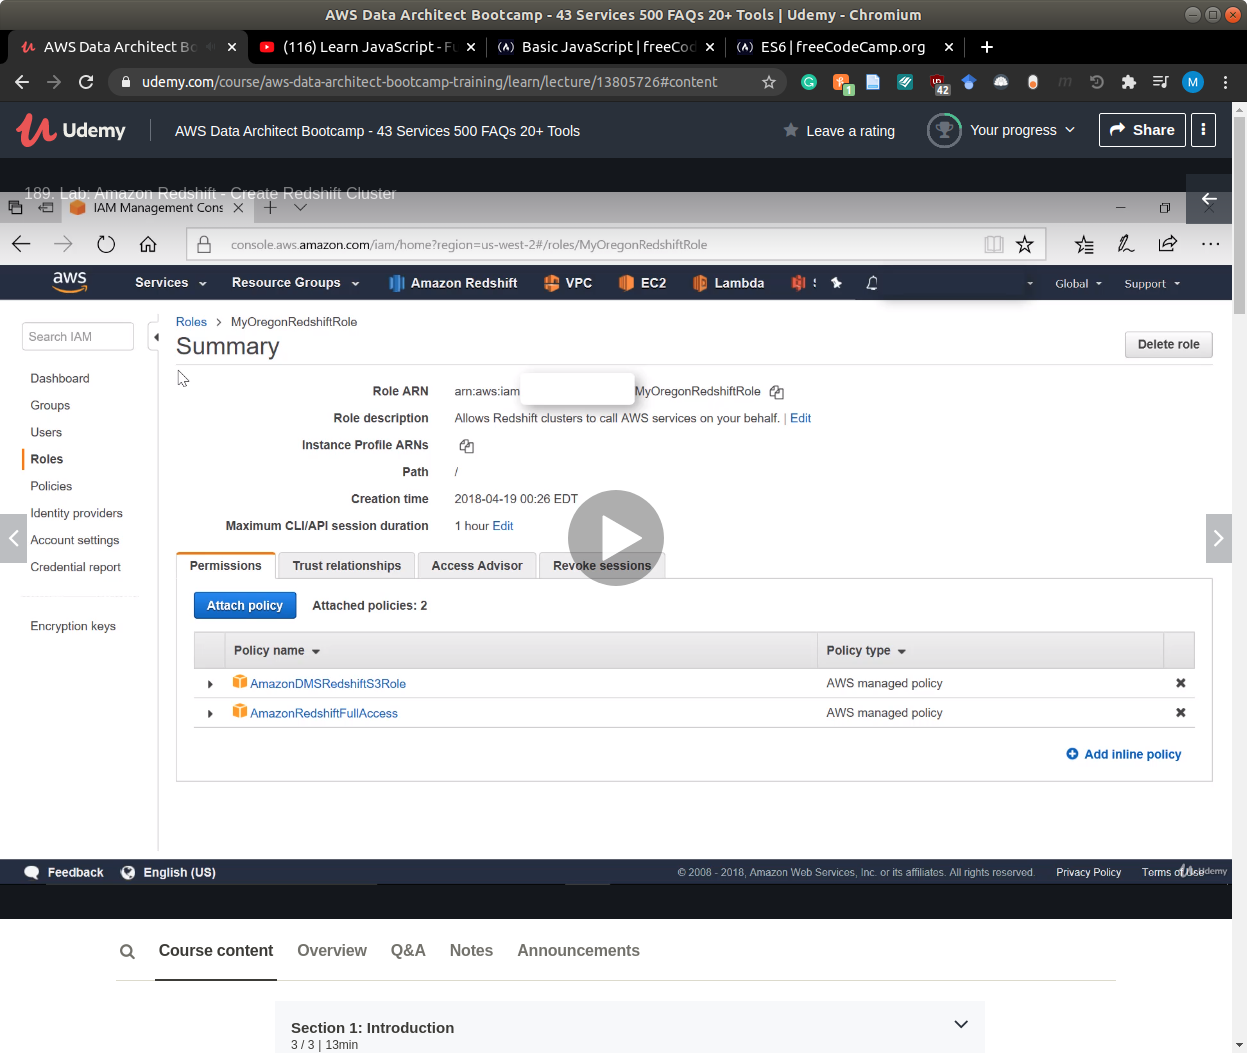 AWS Data Architect Bootcamp - 43 Services 500 FAQs 20+ Tools | Udemy - Chromium
AWS Data Architect Bo
(116) Learn JavaScript - Fu
Basic JavaScript | freeCod
ES6 | freeCodeCamp.org
udemy.com/course/aws-data-architect-bootcamp-training/learn/lecture/13805726#content
1
42
M
Udemy
AWS Data Architect Bootcamp - 43 Services 500 FAQs 20+ Tools
Leave a rating
Your progress
Share
189. Lab: Amazon Redshift - Create Redshift Cluster
IAM Management Cons
console.aws.amazon.com/iam/home?region=us-west-2#/roles/MyOregonRedshiftRole
aws
Services
Resource Groups
Amazon Redshift
VPC
EC2
Lambda
Global
Support
Search IAM
Dashboard
Groups
Users
Roles
Policies
Identity providers
Account settings
Credential report
Encryption keys
Roles > MyOregonRedshiftRole
Summary
Delete role
Role ARN arn:aws:iam MyOregonRedshiftRole
Role description Allows Redshift clusters to call AWS services on your behalf. | Edit
Instance Profile ARNs
Path /
Creation time 2018-04-19 00:26 EDT
Maximum CLI/API session duration 1 hour Edit
Permissions
Trust relationships
Access Advisor
Revoke sessions
Attach policy
Attached policies: 2
Policy name
Policy type
AmazonDMSRedshiftS3Role AWS managed policy
AmazonRedshiftFullAccess AWS managed policy
Add inline policy
Feedback
English (US)
© 2008 - 2018, Amazon Web Services, Inc. or its affiliates. All rights reserved.
Privacy Policy
Terms of Use
Udemy
Course content
Overview
Q&A
Notes
Announcements
Section 1: Introduction
3 / 3 | 13min